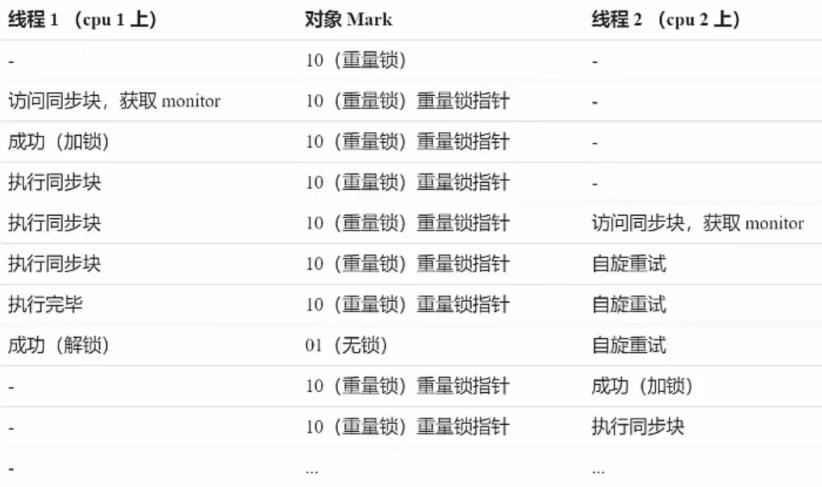 线程 1 （cpu 1 上） 对象 Mark 线程 2 （cpu 2 上）
- 10（重量锁） -
访问同步块，获取 monitor 10（重量锁）重量锁指针 -
成功（加锁） 10（重量锁）重量锁指针 -
执行同步块 10（重量锁）重量锁指针 -
执行同步块 10（重量锁）重量锁指针 访问同步块，获取 monitor
执行同步块 10（重量锁）重量锁指针 自旋重试
执行完毕 10（重量锁）重量锁指针 自旋重试
成功（解锁） 01（无锁） 自旋重试
- 10（重量锁）重量锁指针 成功（加锁）
- 10（重量锁）重量锁指针 执行同步块
- ... ...